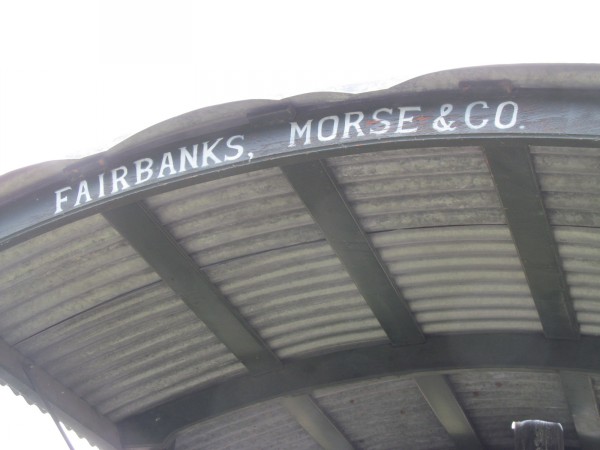 FAIRBANKS, MORSE & CO.